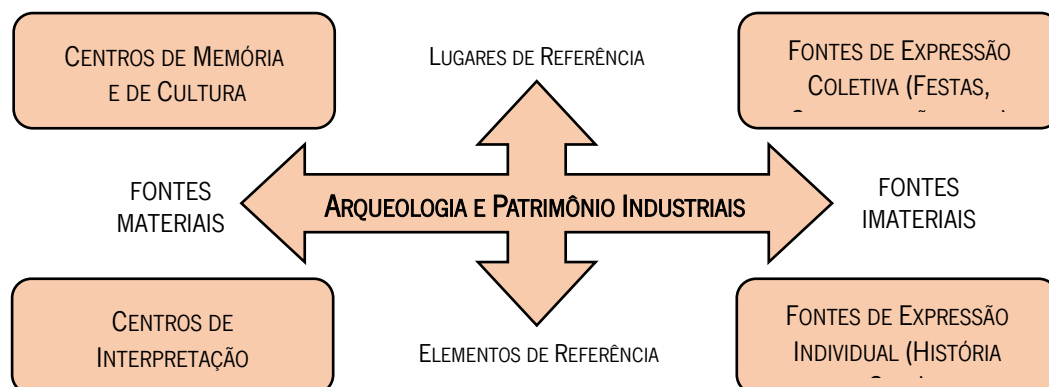 CENTROS DE MEMÓRIA
E DE CULTURA
LUGARES DE REFERÊNCIA
FONTES DE EXPRESSÃO
COLETIVA (FESTAS,
FONTES
MATERIAIS
ARQUEOLOGIA E PATRIMÔNIO INDUSTRIAIS
FONTES
IMATERIAIS
CENTROS DE
INTERPRETAÇÃO
ELEMENTOS DE REFERÊNCIA
FONTES DE EXPRESSÃO
INDIVIDUAL (HISTÓRIA